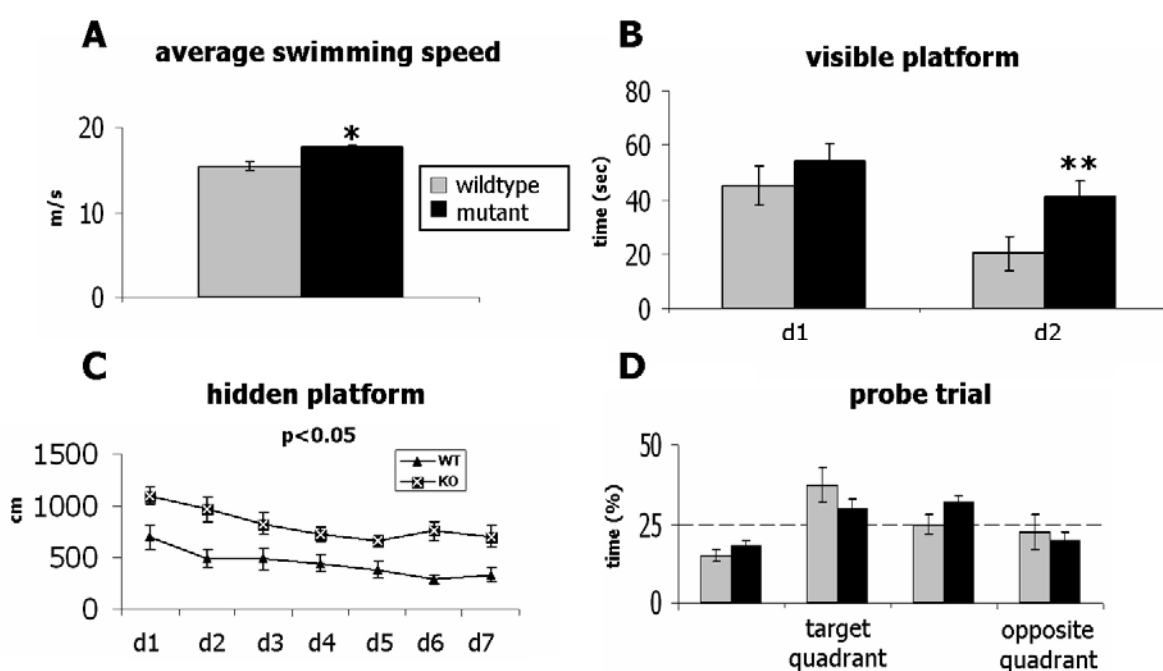 A
average swimming speed
20
10
0
m/s
*
wildtype
mutant
B
visible platform
80
60
40
20
0
time (sec)
**
d1
d2
C
hidden platform
p<0.05
1500
1000
500
0
cm
WT
KO
d1 d2 d3 d4 d5 d6 d7
D
probe trial
50
25
0
time (%)
target
quadrant
opposite
quadrant